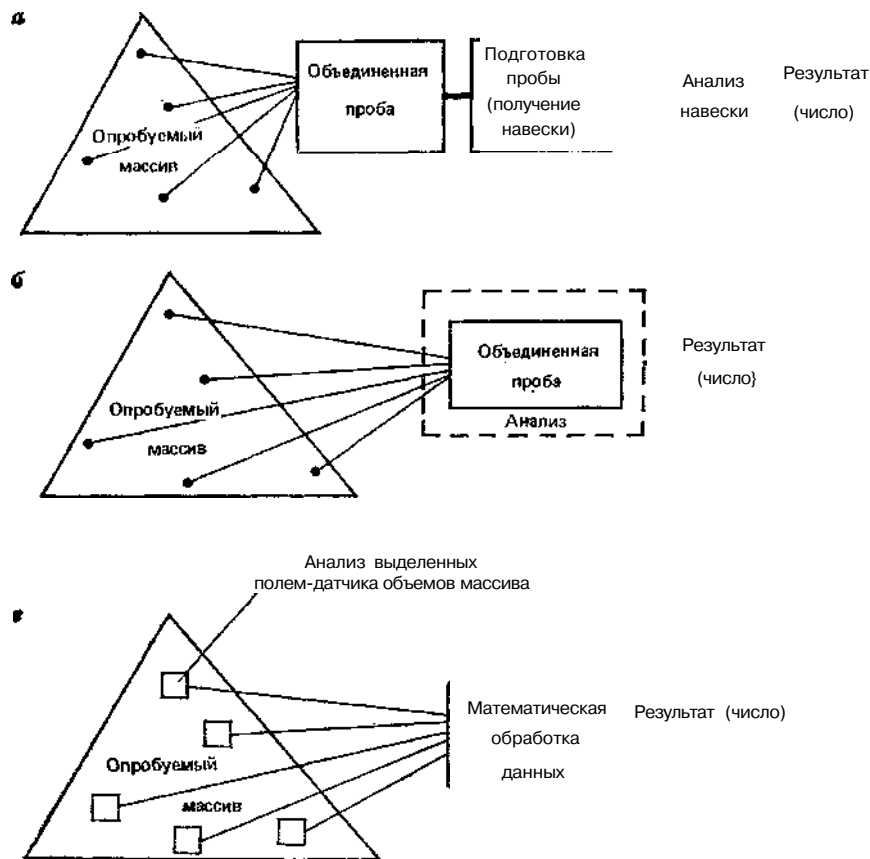 а
Объединенная
проба
Подготовка
пробы
(получение
навески)
Анализ
навески
Результат
(число)
Опробуемый
массив
б
Объединенная
проба
Анализ
Результат
(число}
Опробуемый
массив
Анализ выделенных
полем-датчика объемов массива
в
Математическая
обработка
данных
Результат (число)
Опробуемый
массив